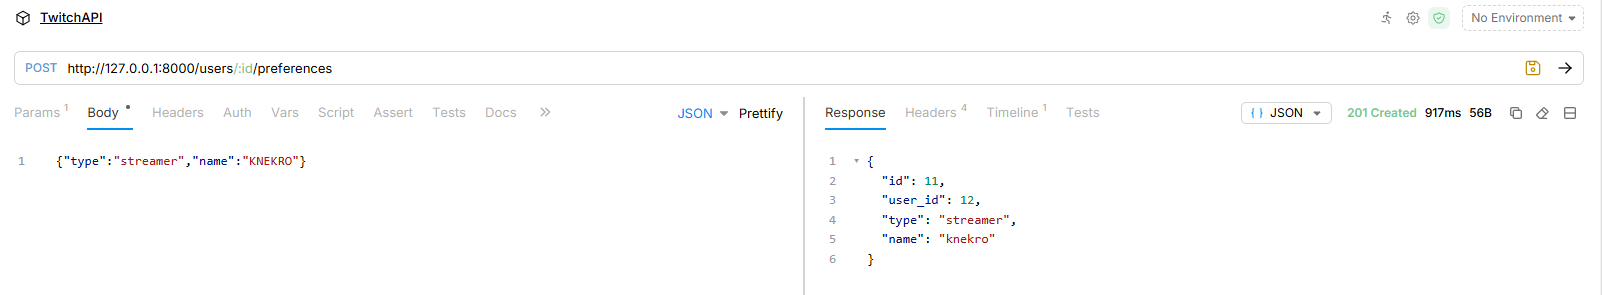 TwitchAPI
No Environment
POST http://127.0.0.1:8000/users/:id/preferences
Params 1 Body Headers Auth Vars Script Assert Tests Docs JSON Prettify
Response Headers 4 Timeline 1 Tests { } JSON 201 Created 917ms 56B
1 {"type":"streamer","name":"KNEKRO"}
1 {
2 "id": 11,
3 "user_id": 12,
4 "type": "streamer",
5 "name": "knekro"
6 }